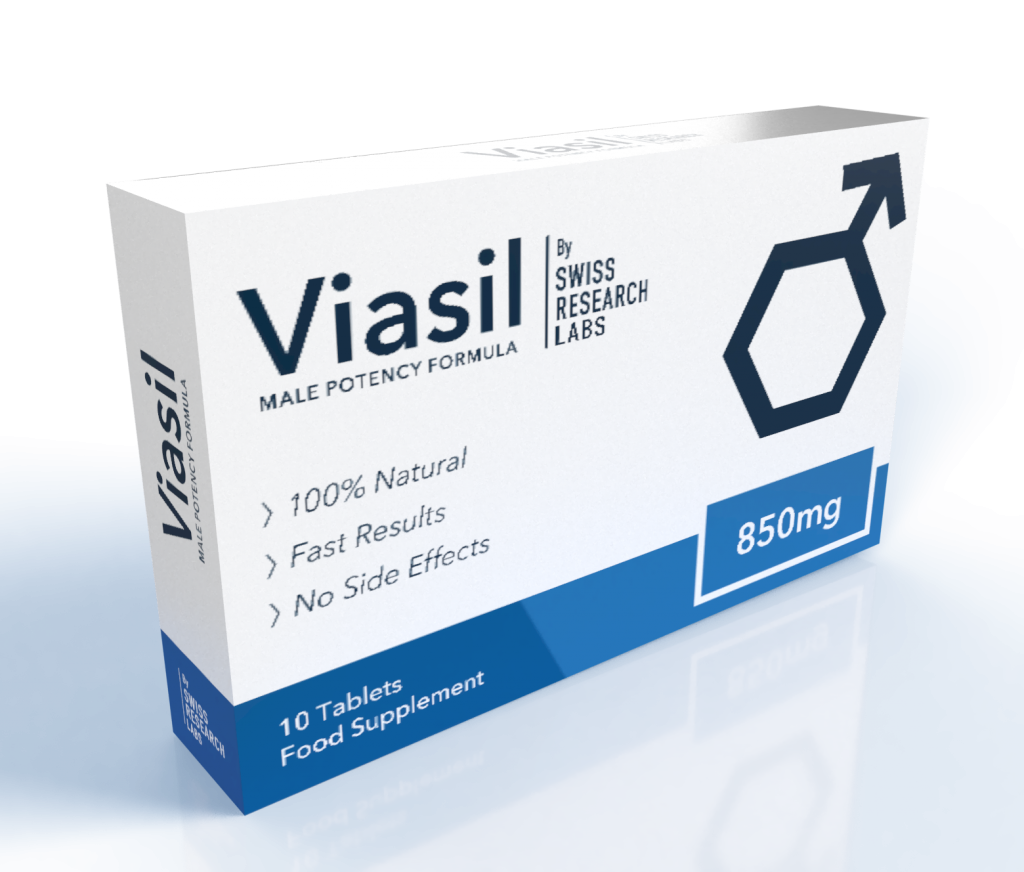 Viasil
MALE POTENCY FORMULA
By
SWISS
RESEARCH
LABS
100% Natural
Fast Results
No Side Effects
850mg
10 Tablets
Food Supplement
Viasil
MALE POTENCY FORMULA
By
SWISS
RESEARCH
LABS
Viasil